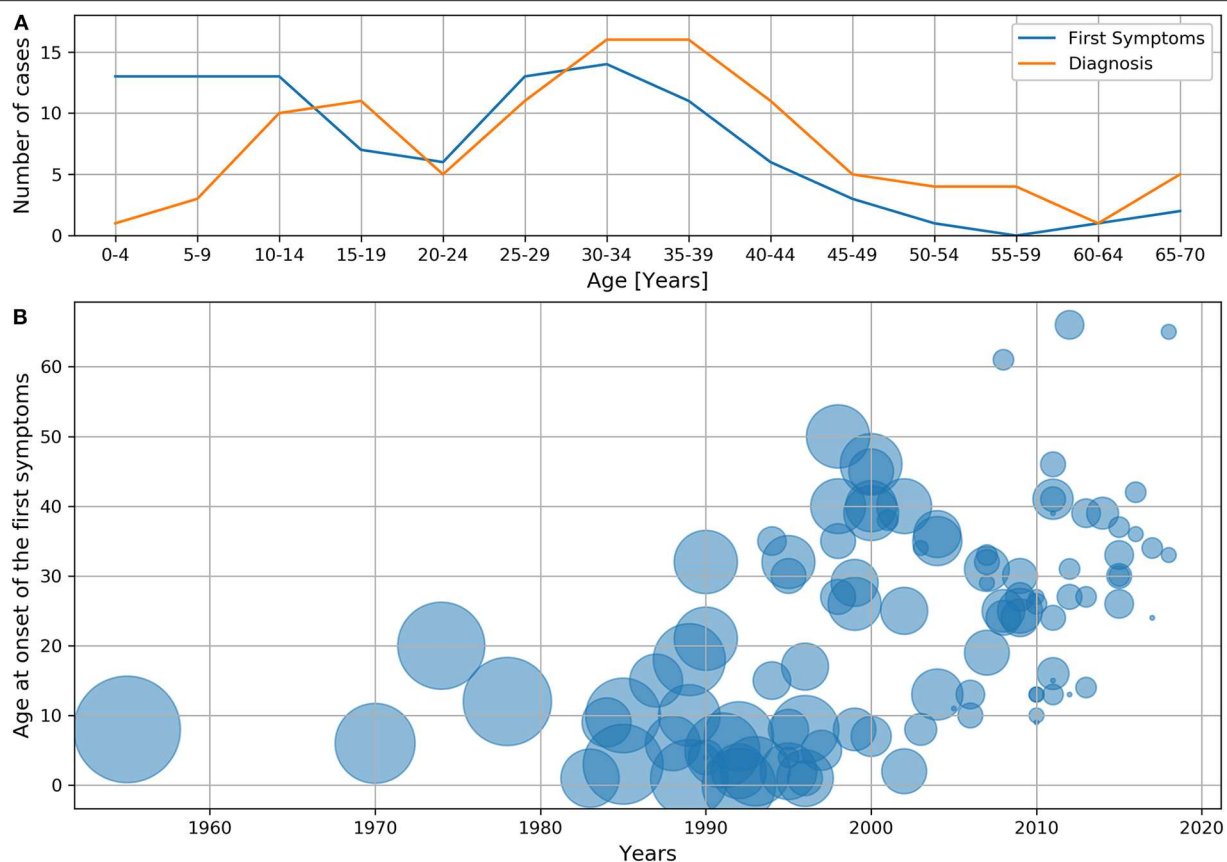 A
Number of cases
15
10
5
0
First Symptoms
Diagnosis
0-4 5-9 10-14 15-19 20-24 25-29 30-34 35-39 40-44 45-49 50-54 55-59 60-64 65-70
Age [Years]
B
Age at onset of the first symptoms
60
50
40
30
20
10
0
1960 1970 1980 1990 2000 2010 2020
Years